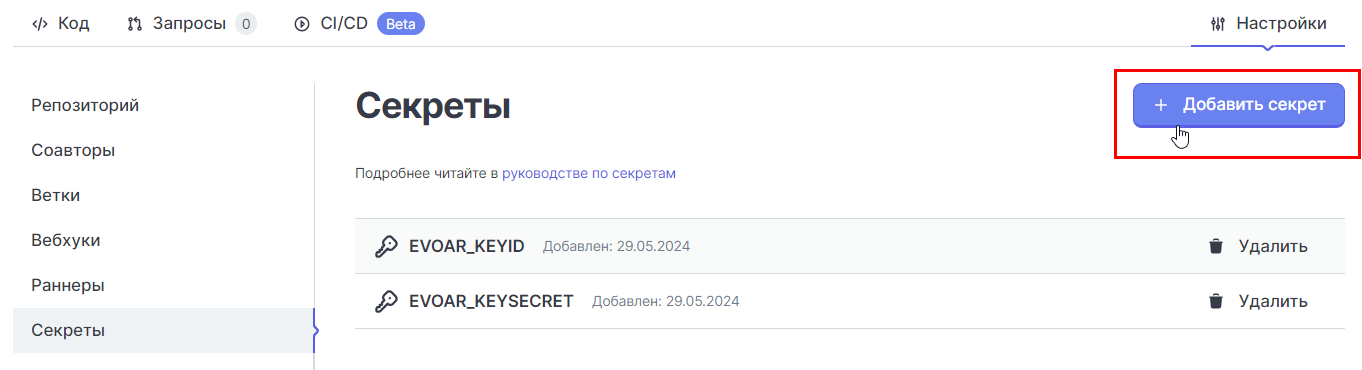 Код Запросы 0 CI/CD Beta Настройки
Репозиторий
Соавторы
Ветки
Вебхуки
Раннеры
Секреты
Секреты
+ Добавить секрет
Подробнее читайте в руководстве по секретам
EVOAR_KEYID Добавлен: 29.05.2024 Удалить
EVOAR_KEYSECRET Добавлен: 29.05.2024 Удалить